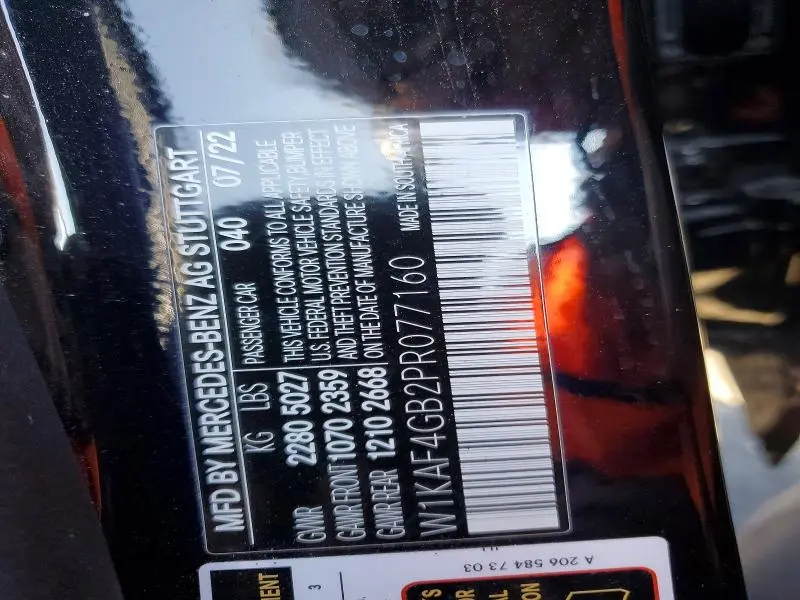 MFD BY MERCEDES-BENZ AG STUTTGART
KG LBS PASSENGER CAR 040 07/22
GVWR 2280 5027 THIS VEHICLE CONFORMS TO ALL APPLICABLE
U.S. FEDERAL MOTOR VEHICLE SAFETY BUMPER
GAWR FRONT 1070 2359 AND THEFT PREVENTION STANDARDS IN EFFECT
GAWR REAR 1210 2668 ON THE DATE OF MANUFACTURE SHOWN ABOVE
W1KAF4GB2PR077160 MADE IN SOUTH AFRICA
A 206 584 73 03
3